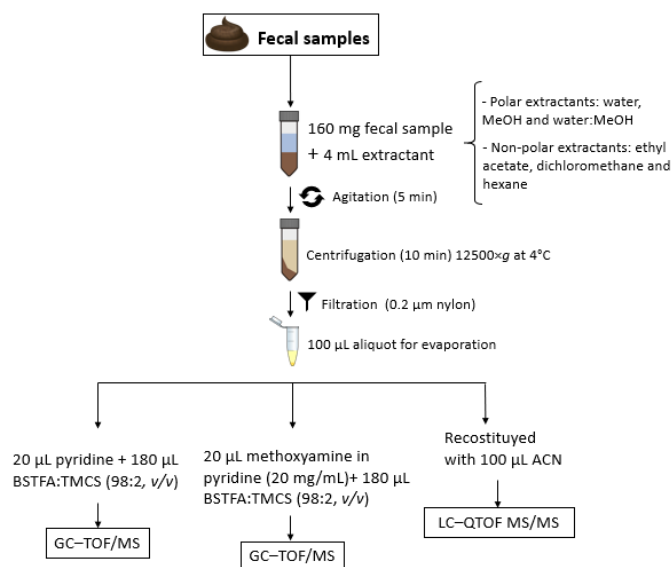 Fecal samples
160 mg fecal sample
+ 4 mL extractant
- Polar extractants: water,
MeOH and water:MeOH
- Non-polar extractants: ethyl
acetate, dichloromethane and
hexane
Agitation (5 min)
Centrifugation (10 min) 12500×g at 4°C
Filtration (0.2 µm nylon)
100 µL aliquot for evaporation
20 µL pyridine + 180 µL
BSTFA:TMCS (98:2, v/v)
GC–TOF/MS
20 µL methoxyamine in
pyridine (20 mg/mL)+ 180 µL
BSTFA:TMCS (98:2, v/v)
GC–TOF/MS
Recostituyed
with 100 µL ACN
LC–QTOF MS/MS